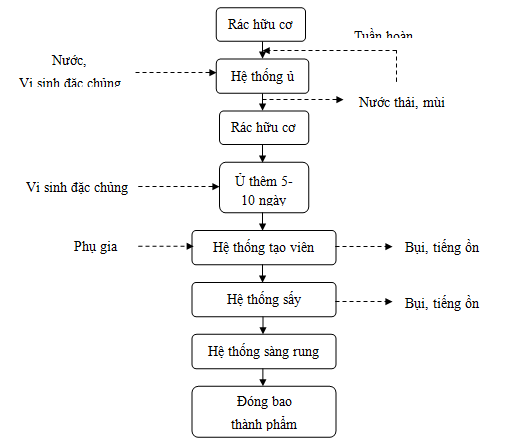 Rác hữu cơ
Tuần hoàn
Nước,
Vi sinh đặc chủng
Hệ thống ủ
Nước thải, mùi
Rác hữu cơ
Vi sinh đặc chủng
Ủ thêm 5-
10 ngày
Phụ gia
Hệ thống tạo viên
Bụi, tiếng ồn
Hệ thống sấy
Bụi, tiếng ồn
Hệ thống sàng rung
Đóng bao
thành phẩm